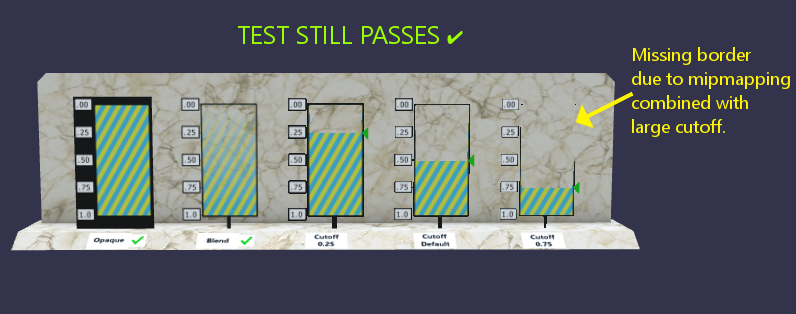 TEST STILL PASSES ✔
Missing border
due to mipmapping
combined with
large cutoff.
.00 .00 .00 .00 .00
.25 .25 .25 .25 .25
.50 .50 .50 .50 .50
.75 .75 .75 .75 .75
1.0 1.0 1.0 1.0 1.0
Opaque ✓
Blend ✓
Cutoff
0.25
Cutoff
Default
Cutoff
0.75